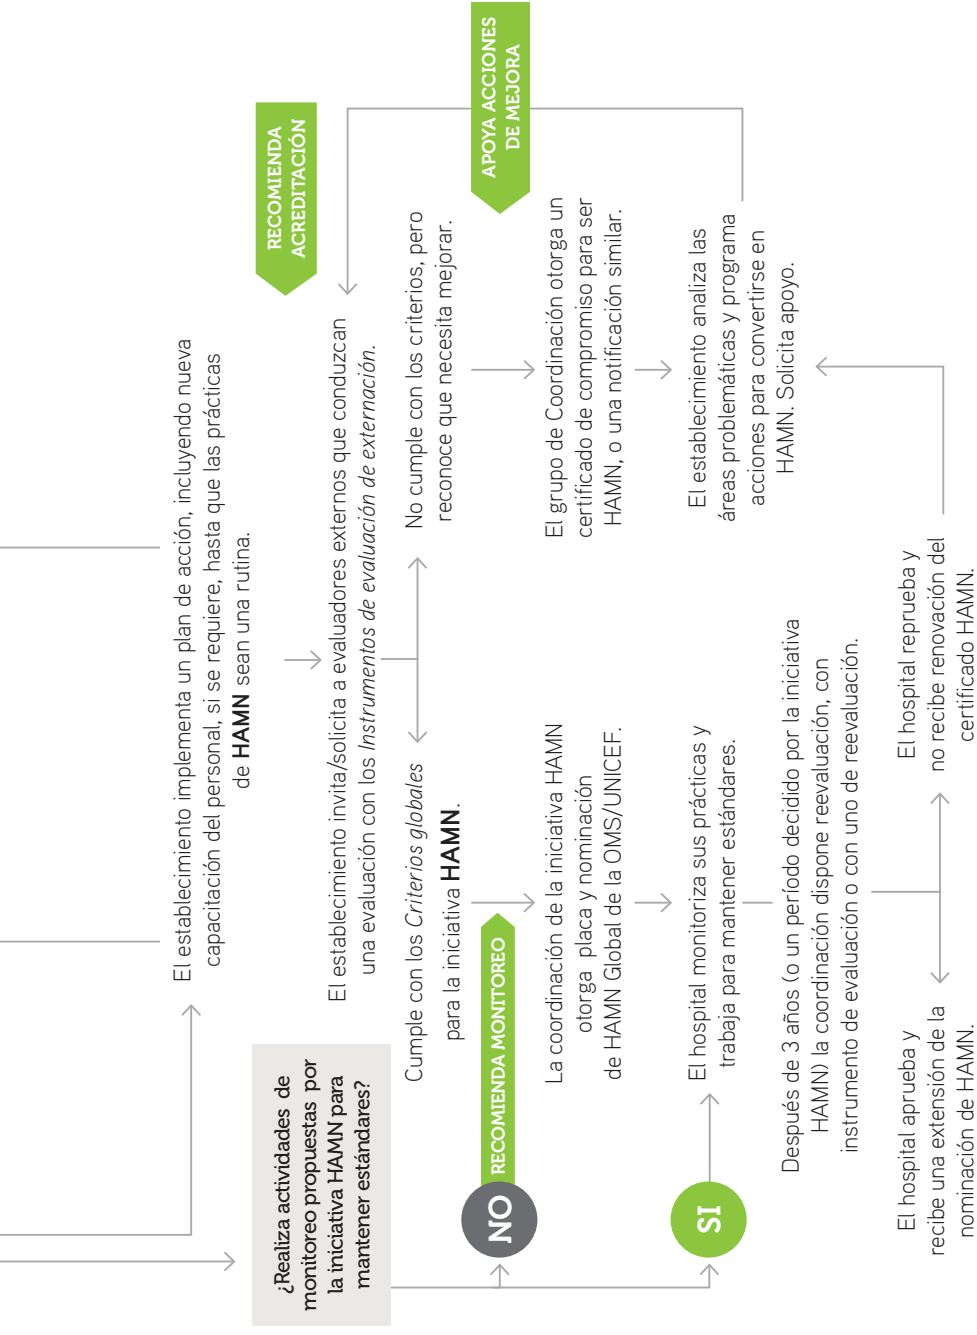 El establecimiento implementa un plan de acción, incluyendo nueva
capacitación del personal, si se requiere, hasta que las prácticas
de HAMN sean una rutina.
RECOMIENDA
ACREDITACIÓN
El establecimiento invita/solicita a evaluadores externos que conduzcan
una evaluación con los Instrumentos de evaluación de externación.
¿Realiza actividades de
monitoreo propuestas por
la iniciativa HAMN para
mantener estándares?
Cumple con los Criterios globales
para la iniciativa HAMN.
No cumple con los criterios, pero
reconoce que necesita mejorar.
NO
RECOMIENDA MONITOREO
APOYA ACCIONES
DE MEJORA
La coordinación de la iniciativa HAMN
otorga placa y nominación
de HAMN Global de la OMS/UNICEF.
El grupo de Coordinación otorga un
certificado de compromiso para ser
HAMN, o una notificación similar.
SI
El hospital monitoriza sus prácticas y
trabaja para mantener estándares.
El establecimiento analiza las
áreas problemáticas y programa
acciones para convertirse en
HAMN. Solicita apoyo.
Después de 3 años (o un período decidido por la iniciativa
HAMN) la coordinación dispone reevaluación, con
instrumento de evaluación o con uno de reevaluación.
El hospital aprueba y
recibe una extensión de la
nominación de HAMN.
El hospital reprueba y
no recibe renovación del
certificado HAMN.